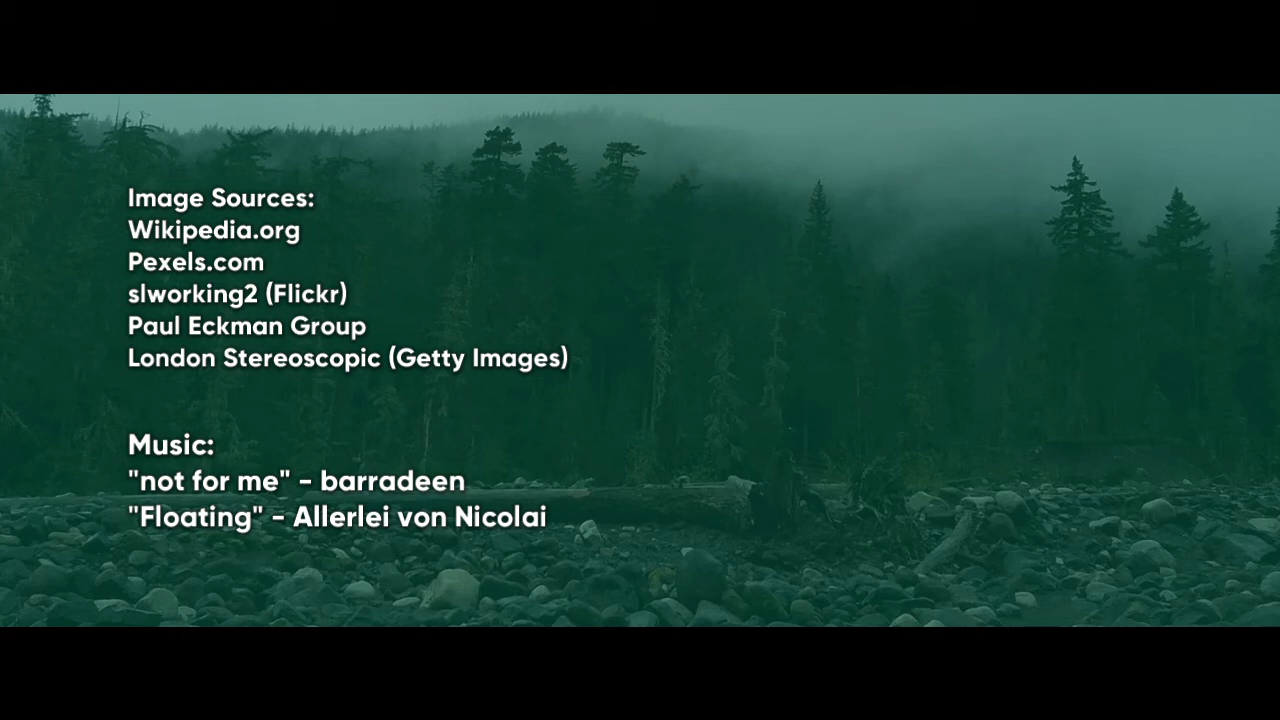 Image Sources:
Wikipedia.org
Pexels.com
slworking2 (Flickr)
Paul Eckman Group
London Stereoscopic (Getty Images)
Music:
"not for me" - barradeen
"Floating" - Allerlei von Nicolai